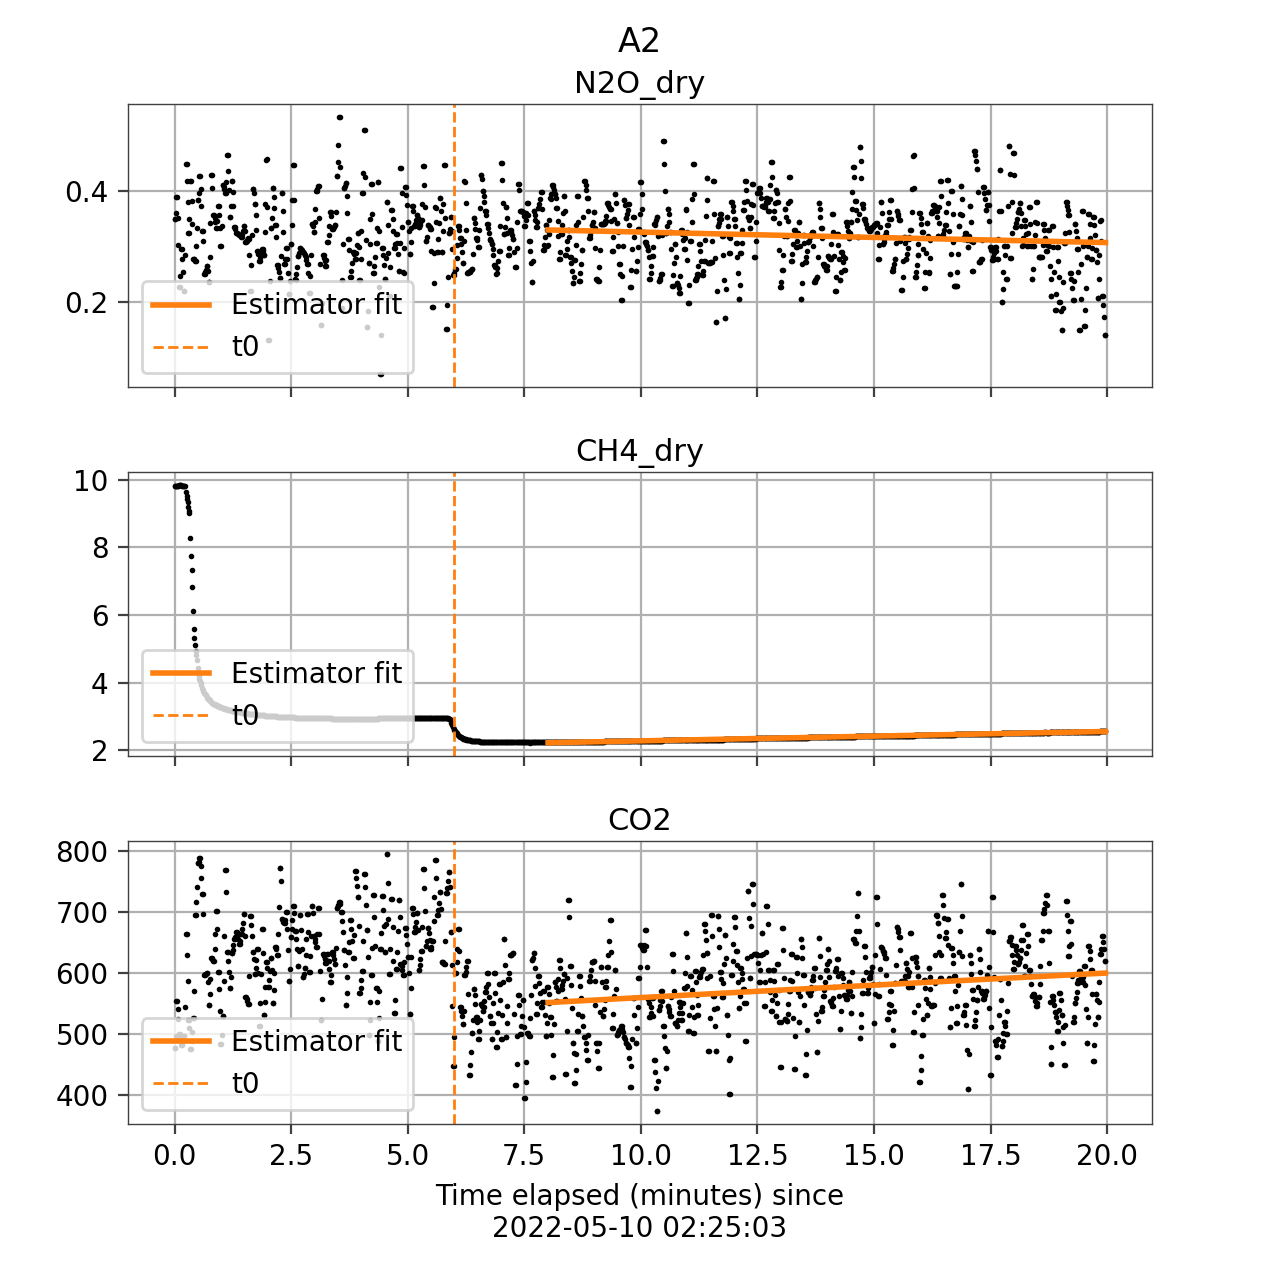 A2
N2O_dry
0.4
0.2
Estimator fit
t0
CH4_dry
10
8
6
4
2
Estimator fit
t0
CO2
800
700
600
500
400
Estimator fit
t0
0.0 2.5 5.0 7.5 10.0 12.5 15.0 17.5 20.0
Time elapsed (minutes) since
2022-05-10 02:25:03